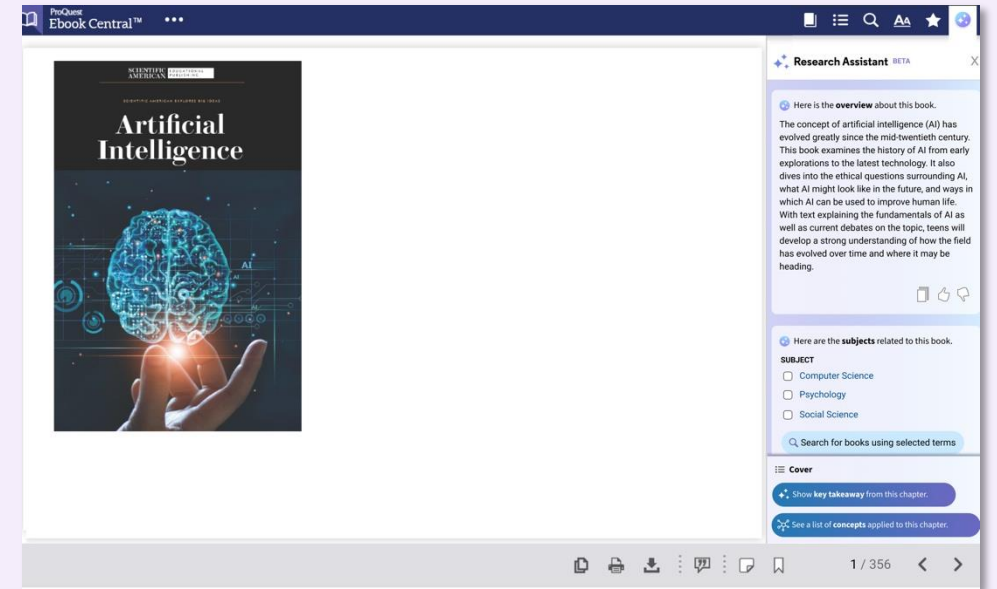 ProQuest
Ebook Central™
AA
SCIENTIFIC AMERICAN EDUCATIONAL PUBLISHING
SCIENTIFIC AMERICAN EXPLORES BIG IDEAS
Artificial
Intelligence
AI
AI
Research Assistant BETA
X
Here is the overview about this book.
The concept of artificial intelligence (AI) has
evolved greatly since the mid-twentieth century.
This book examines the history of AI from early
explorations to the latest technology. It also
dives into the ethical questions surrounding AI,
what AI might look like in the future, and ways in
which AI can be used to improve human life.
With text explaining the fundamentals of AI as
well as current debates on the topic, teens will
develop a strong understanding of how the field
has evolved over time and where it may be
heading.
Here are the subjects related to this book.
SUBJECT
Computer Science
Psychology
Social Science
Search for books using selected terms
Cover
Show key takeaway from this chapter.
See a list of concepts applied to this chapter.
1 / 356